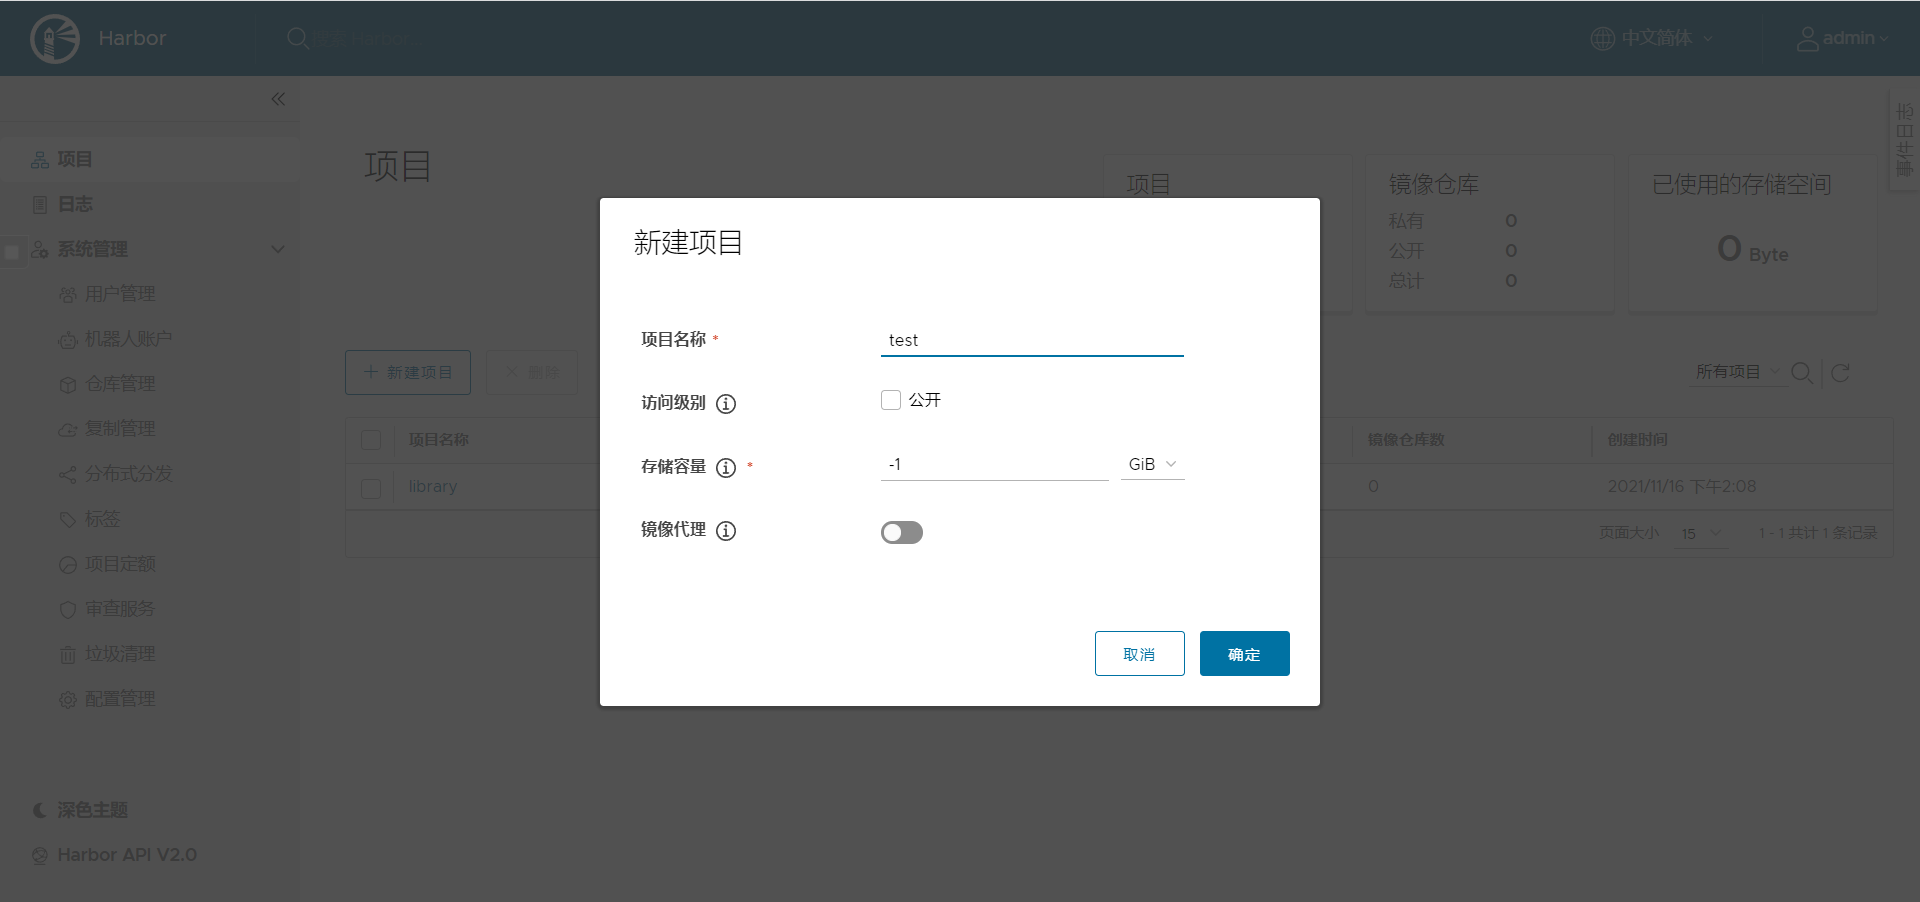 Harbor
搜索 Harbor...
中文简体
admin
事件日志
项目
日志
系统管理
用户管理
机器人账户
仓库管理
复制管理
分布式分发
标签
项目定额
审查服务
垃圾清理
配置管理
深色主题
Harbor API V2.0
项目
项目
镜像仓库
私有 0
公开 0
总计 0
已使用的存储空间
0 Byte
新建项目
删除
所有项目
项目名称
镜像仓库数
创建时间
library
0
2021/11/16 下午2:08
页面大小 15
1 - 1 共计 1 条记录
新建项目
项目名称 *
test
访问级别
公开
存储容量 *
-1
GiB
镜像代理
取消
确定